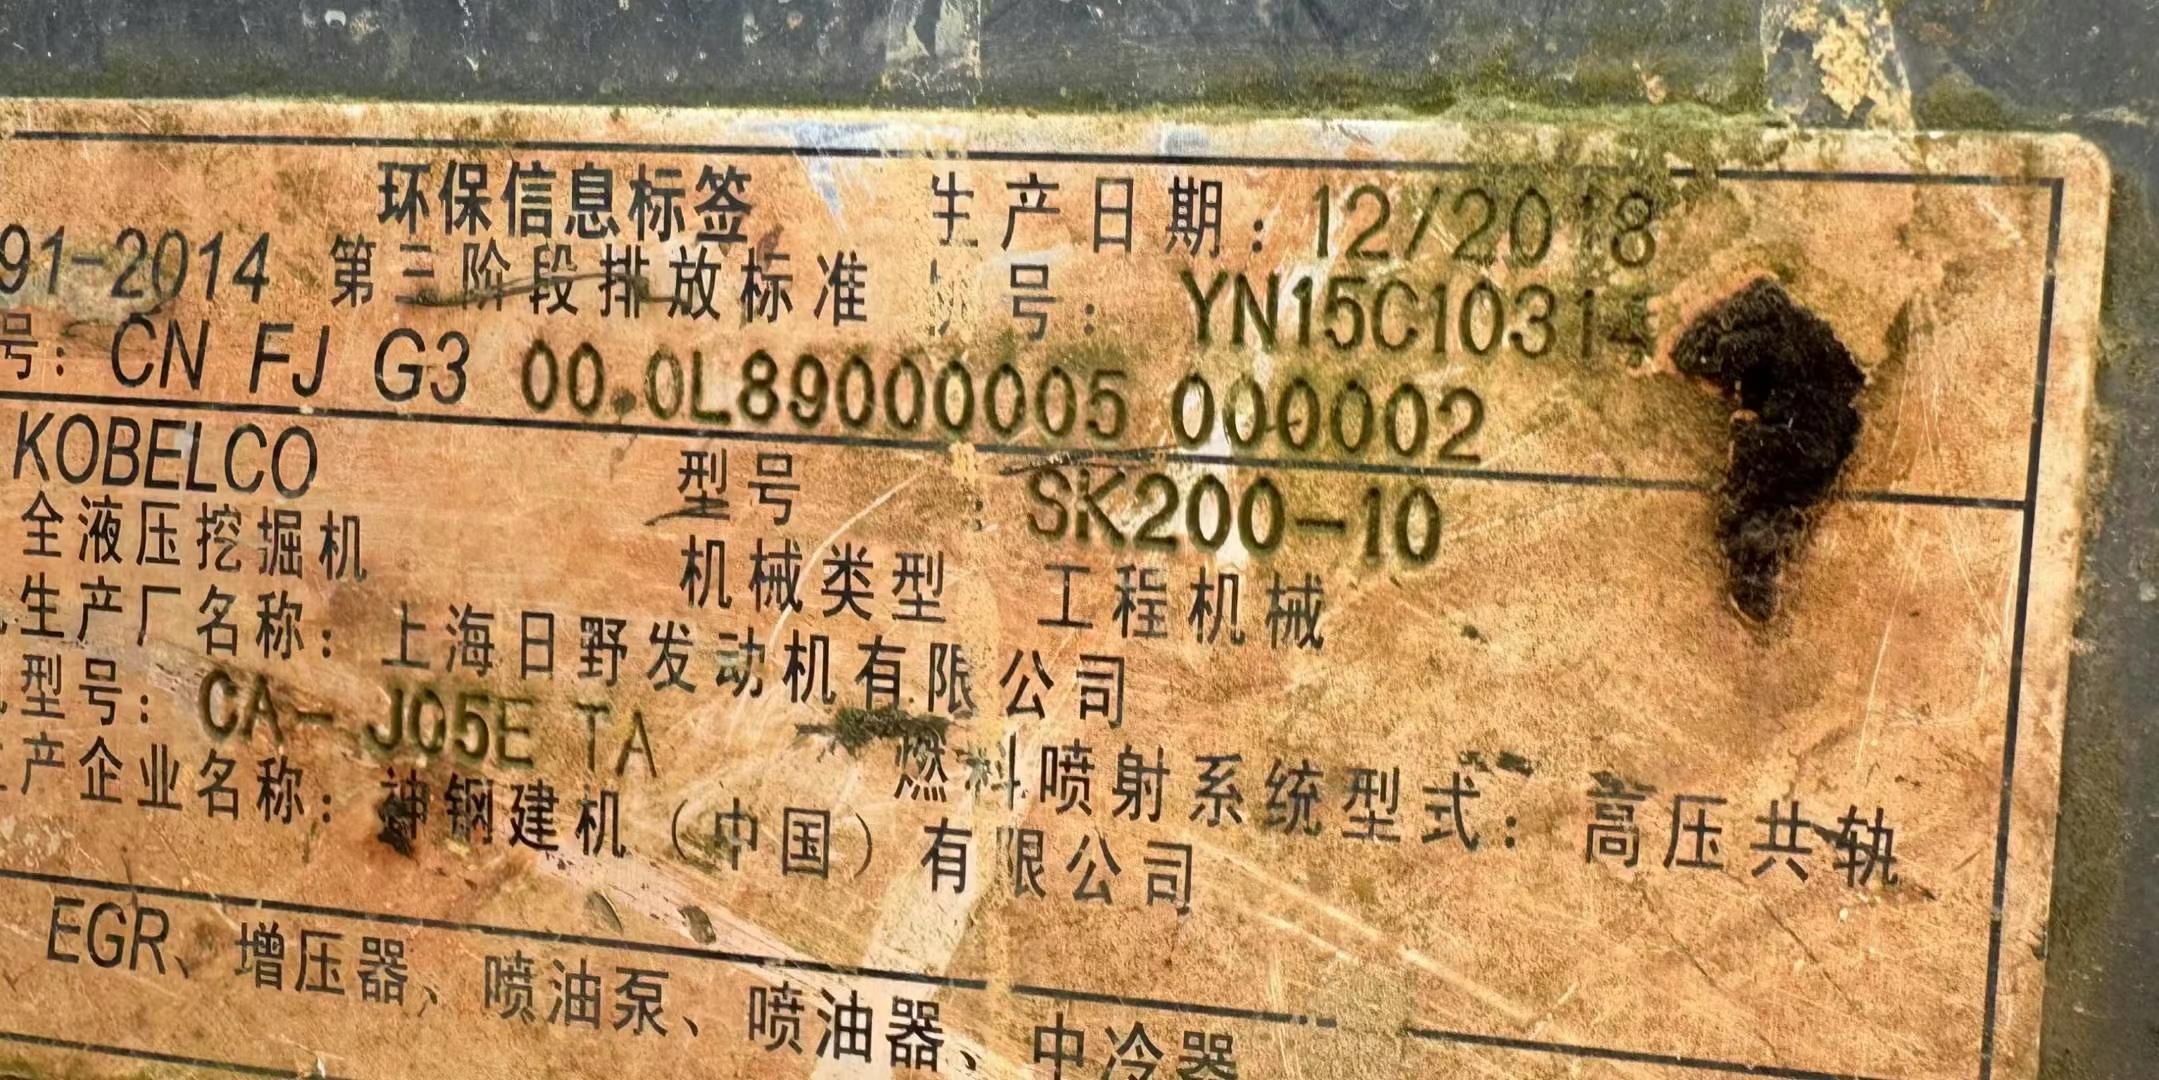 环保信息标签 生产日期: 12/2018
91-2014 第三阶段排放标准 号: YN15C1031
号: CN FJ G3 00.0L89000005 000002
KOBELCO 型号 : SK200-10
全液压挖掘机 机械类型 工程机械
生产厂名称: 上海日野发动机有限公司
型号: CA-J05E TA 燃料喷射系统型式: 高压共轨
产企业名称: 神钢建机（中国）有限公司
EGR、增压器、喷油泵、喷油器、中冷器